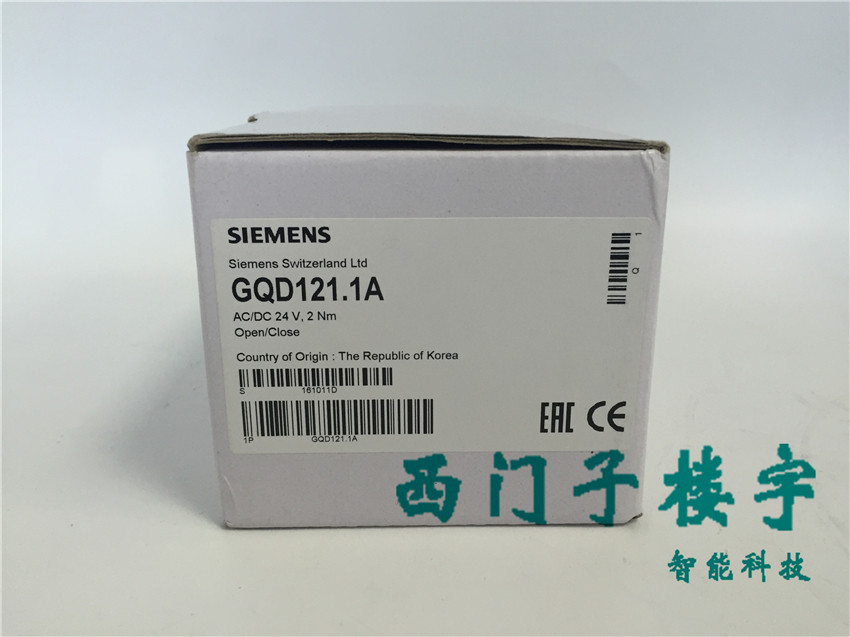 SIEMENS
Siemens Switzerland Ltd
GQD121.1A
AC/DC 24 V, 2 Nm
Open/Close
Country of Origin : The Republic of Korea
S 161011D
1P GQD121.1A
EAC CE
1
Q
西门子楼宇
智能科技